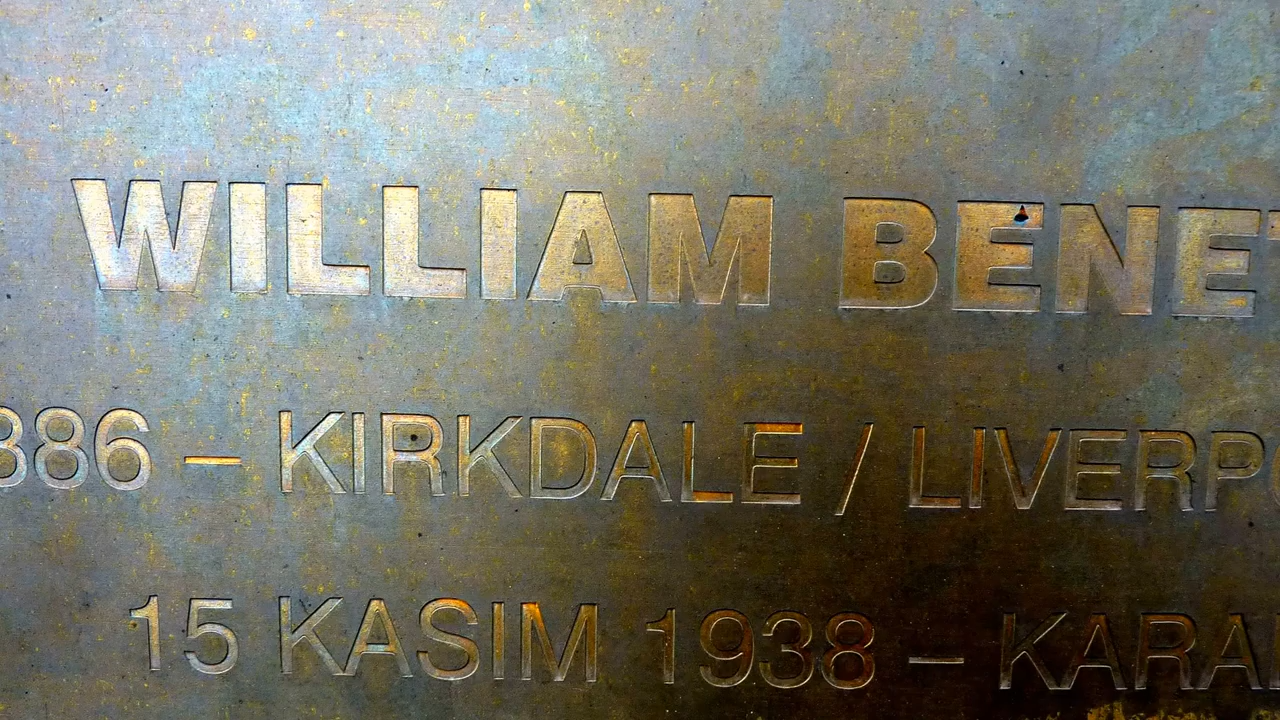 WILLIAM BENE
886 – KIRKDALE / LIVERP
15 KASIM 1938 – KARA